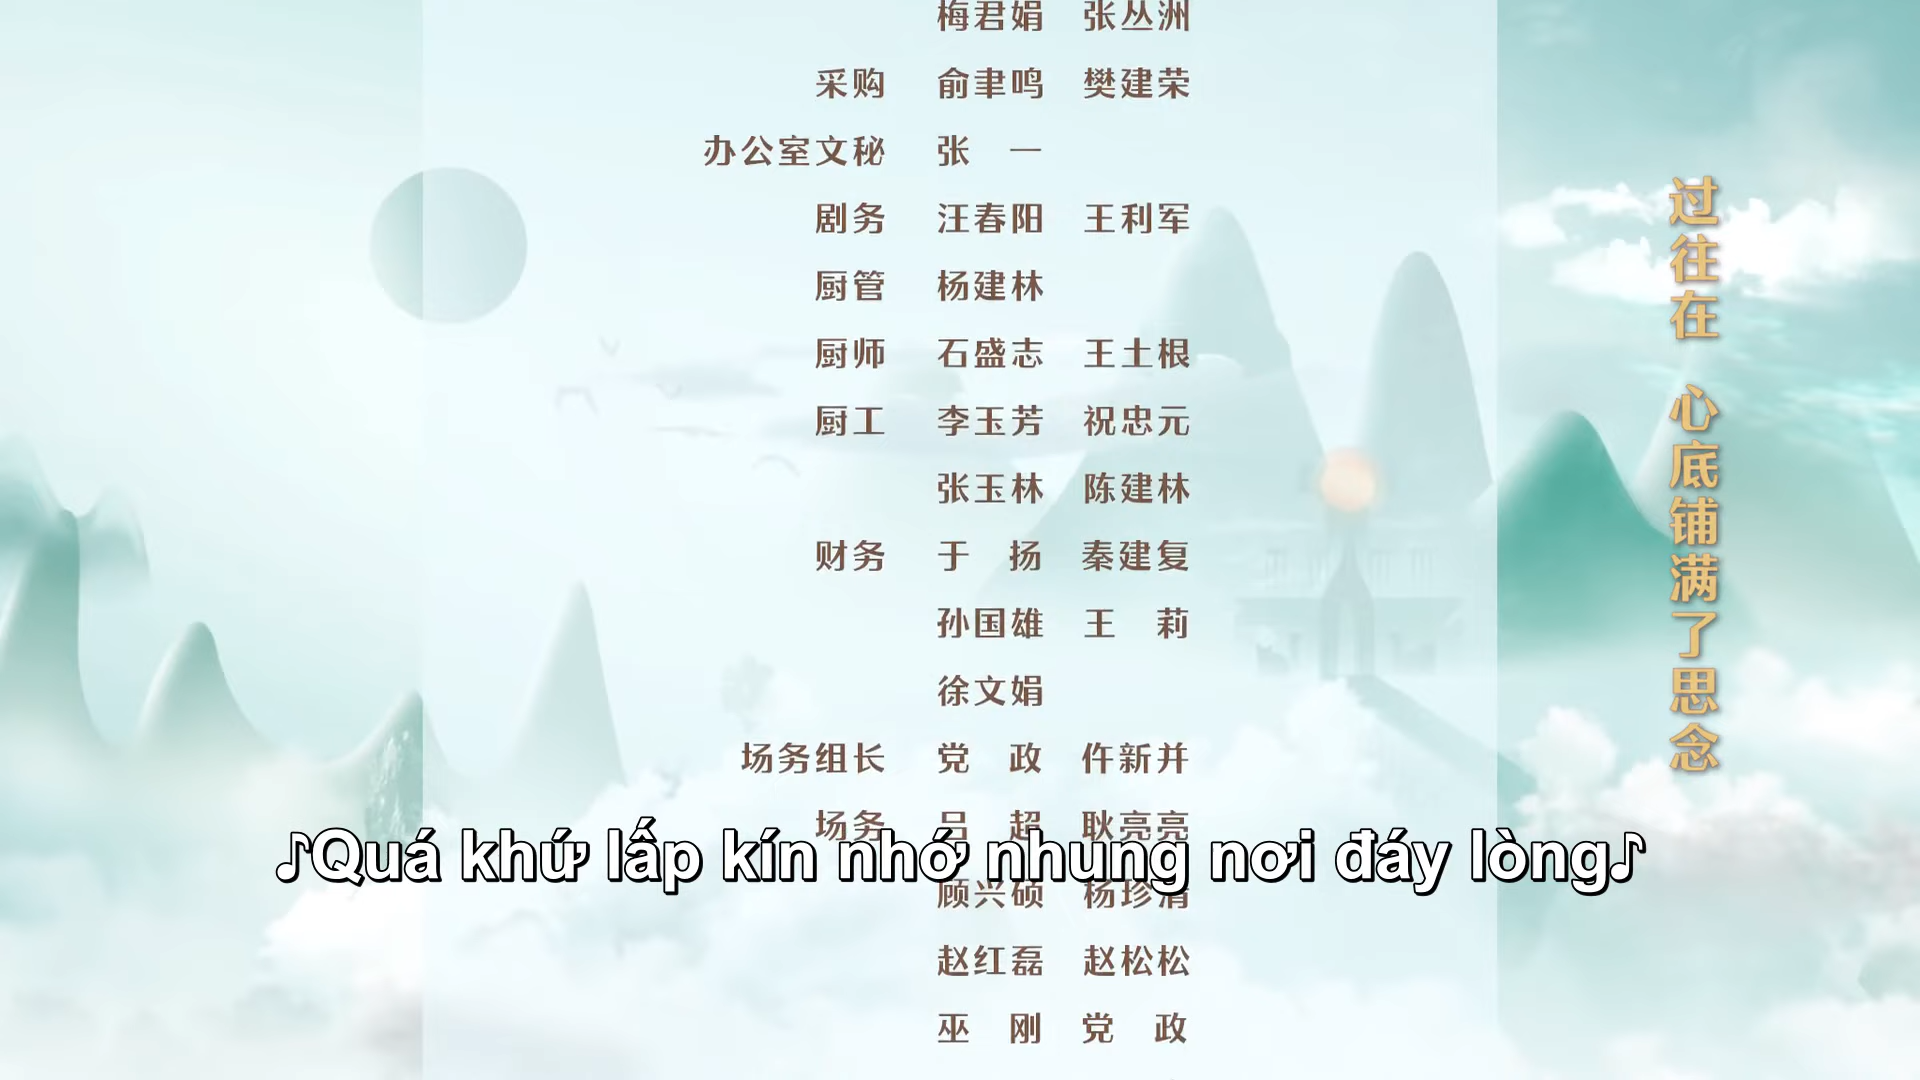 梅君娟 张丛洲
采购 俞聿鸣 樊建荣
办公室文秘 张 一
剧务 汪春阳 王利军
厨管 杨建林
厨师 石盛志 王土根
厨工 李玉芳 祝忠元
张玉林 陈建林
财务 于 扬 秦建复
孙国雄 王 莉
徐文娟
场务组长 党 政 仵新并
场务 吕 超 耿亮亮
♪Quá khứ lấp kín nhớ nhung nơi đáy lòng♪
顾兴硕 杨珍
赵红磊 赵松松
巫 刚 党 政
过往在 心底铺满了思念